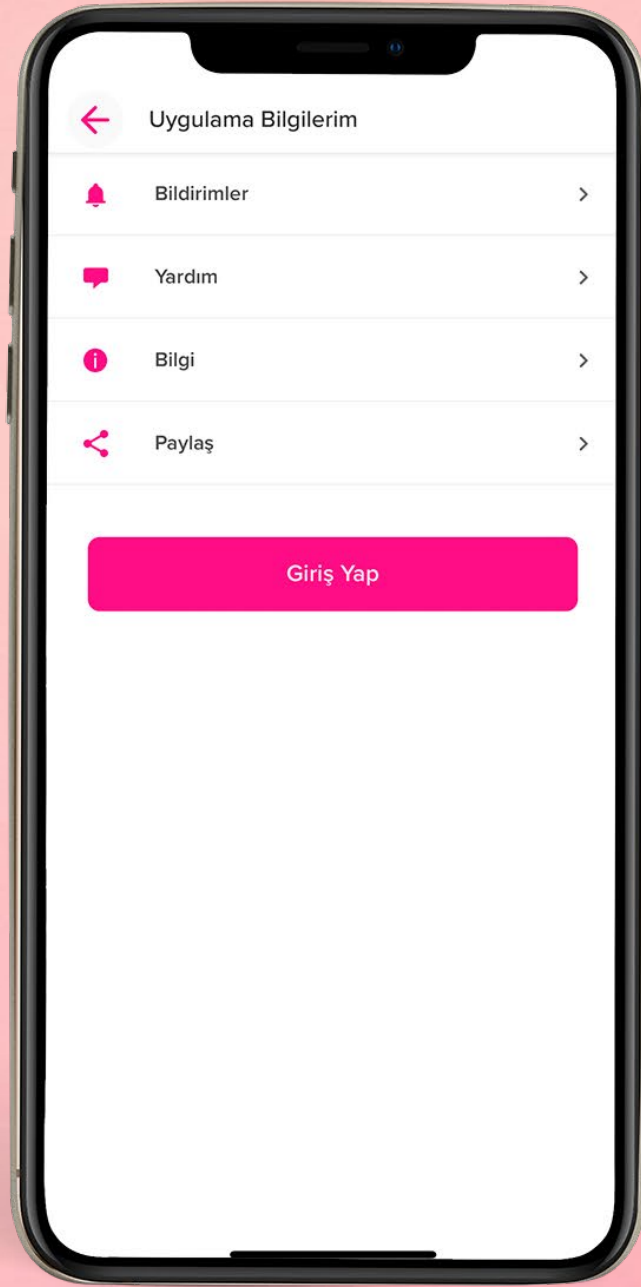 Uygulama Bilgilerim
Bildirimler
Yardım
Bilgi
Paylaş
Giriş Yap